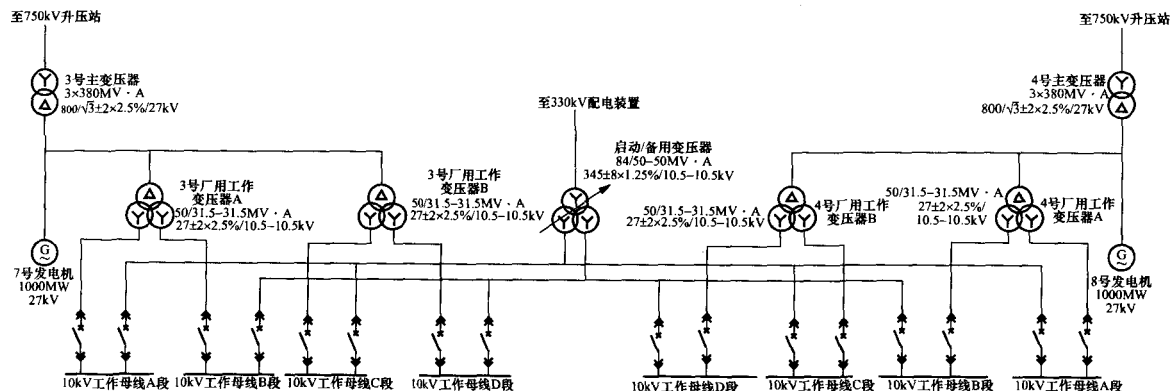 至750kV升压站
3号主变压器
3×380MV·A
800/√3±2×2.5%/27kV
至330kV配电装置
启动/备用变压器
84/50-50MV·A
345±8×1.25%/10.5-10.5kV
至750kV升压站
4号主变压器
3×380MV·A
800/√3±2×2.5%/27kV
3号厂用工作
变压器A
50/31.5-31.5MV·A
27±2×2.5%/10.5-10.5kV
3号厂用工作
变压器B
50/31.5-31.5MV·A
27±2×2.5%/10.5-10.5kV
50/31.5-31.5MV·A
27±2×2.5%/10.5-10.5kV
4号厂用工作
变压器B
50/31.5-31.5MV·A
27±2×2.5%/
10.5-10.5kV
4号厂用工作
变压器A
G
~
7号发电机
1000MW
27kV
G
~
8号发电机
1000MW
27kV
10kV工作母线A段
10kV工作母线B段
10kV工作母线C段
10kV工作母线D段
10kV工作母线D段
10kV工作母线C段
10kV工作母线B段
10kV工作母线A段